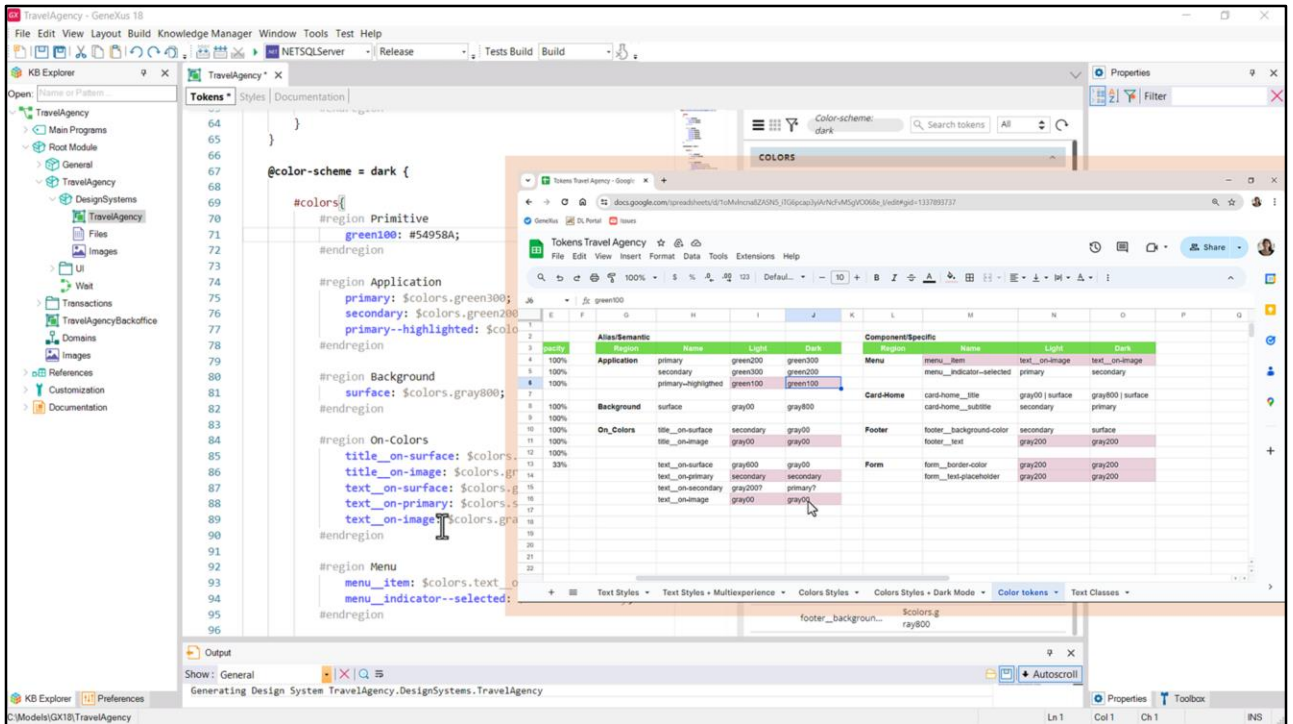 TravelAgency - GeneXus 18
File Edit View Layout Build Knowledge Manager Window Tools Test Help
NETSQLServer Release Tests Build Build
KB Explorer
Open: Name or Pattern...
TravelAgency
Main Programs
Root Module
General
TravelAgency
DesignSystems
TravelAgency
Files
Images
UI
Wait
Transactions
TravelAgencyBackoffice
Domains
Images
References
Customization
Documentation
KB Explorer Preferences
TravelAgency*
Tokens * Styles Documentation
64 }
65 }
66
67 @color-scheme = dark {
68
69 #colors{
70 #region Primitive
71 green100: #54958A;
72 #endregion
73
74 #region Application
75 primary: $colors.green300;
76 secondary: $colors.green200
77 primary--highlighted: $colo
78 #endregion
79
80 #region Background
81 surface: $colors.gray800;
82 #endregion
83
84 #region On-Colors
85 title__on-surface: $colors.
86 title__on-image: $colors.gr
87 text__on-surface: $colors.g
88 text__on-primary: $colors.s
89 text__on-image: $colors.gra
90 #endregion
91
92 #region Menu
93 menu__item: $colors.text__o
94 menu__indicator--selected:
95 #endregion
96
Color-scheme: dark
Search tokens All
COLORS
footer__backgroun... $colors.g
ray800
Properties
Filter
Properties Toolbox
Tokens Travel Agency - Google
docs.google.com/spreadsheets/d/
GeneXus DL Portal Issues
Tokens Travel Agency
File Edit View Insert Format Data Tools Extensions Help
Share
100% $ % .0 .00 123 Defaul... 10 B I A
J6 fx green100
E F G H I J K L M N O P Q
Alias/Semantic Component/Specific
pacity Region Name Light Dark Region Name Light Dark
100% Application primary green200 green300 Menu menu__item text__on-image text__on-image
100% secondary green300 green200 menu__indicator--selected primary secondary
100% primary--higligthed green100 green100
Card-Home card-home__title gray00 | surface gray800 | surface
100% Background surface gray00 gray800 card-home__subtitle secondary primary
100%
100% On_Colors title__on-surface secondary gray00 Footer footer__background-color secondary surface
100% title__on-image gray00 gray00 footer__text gray200 gray200
100%
33% text__on-surface gray600 gray00 Form form__border-color gray200 gray200
text__on-primary secondary secondary form__text-placeholder gray200 gray200
text__on-secondary gray200? primary?
text__on-image gray00 gray00
Text Styles Text Styles + Multiexperience Colors Styles Colors Styles + Dark Mode Color tokens Text Classes
Output
Show: General Autoscroll
Generating Design System TravelAgency.DesignSystems.TravelAgency
C:\Models\GX18\TravelAgency Ln 1 Col 1 Ch 1 INS